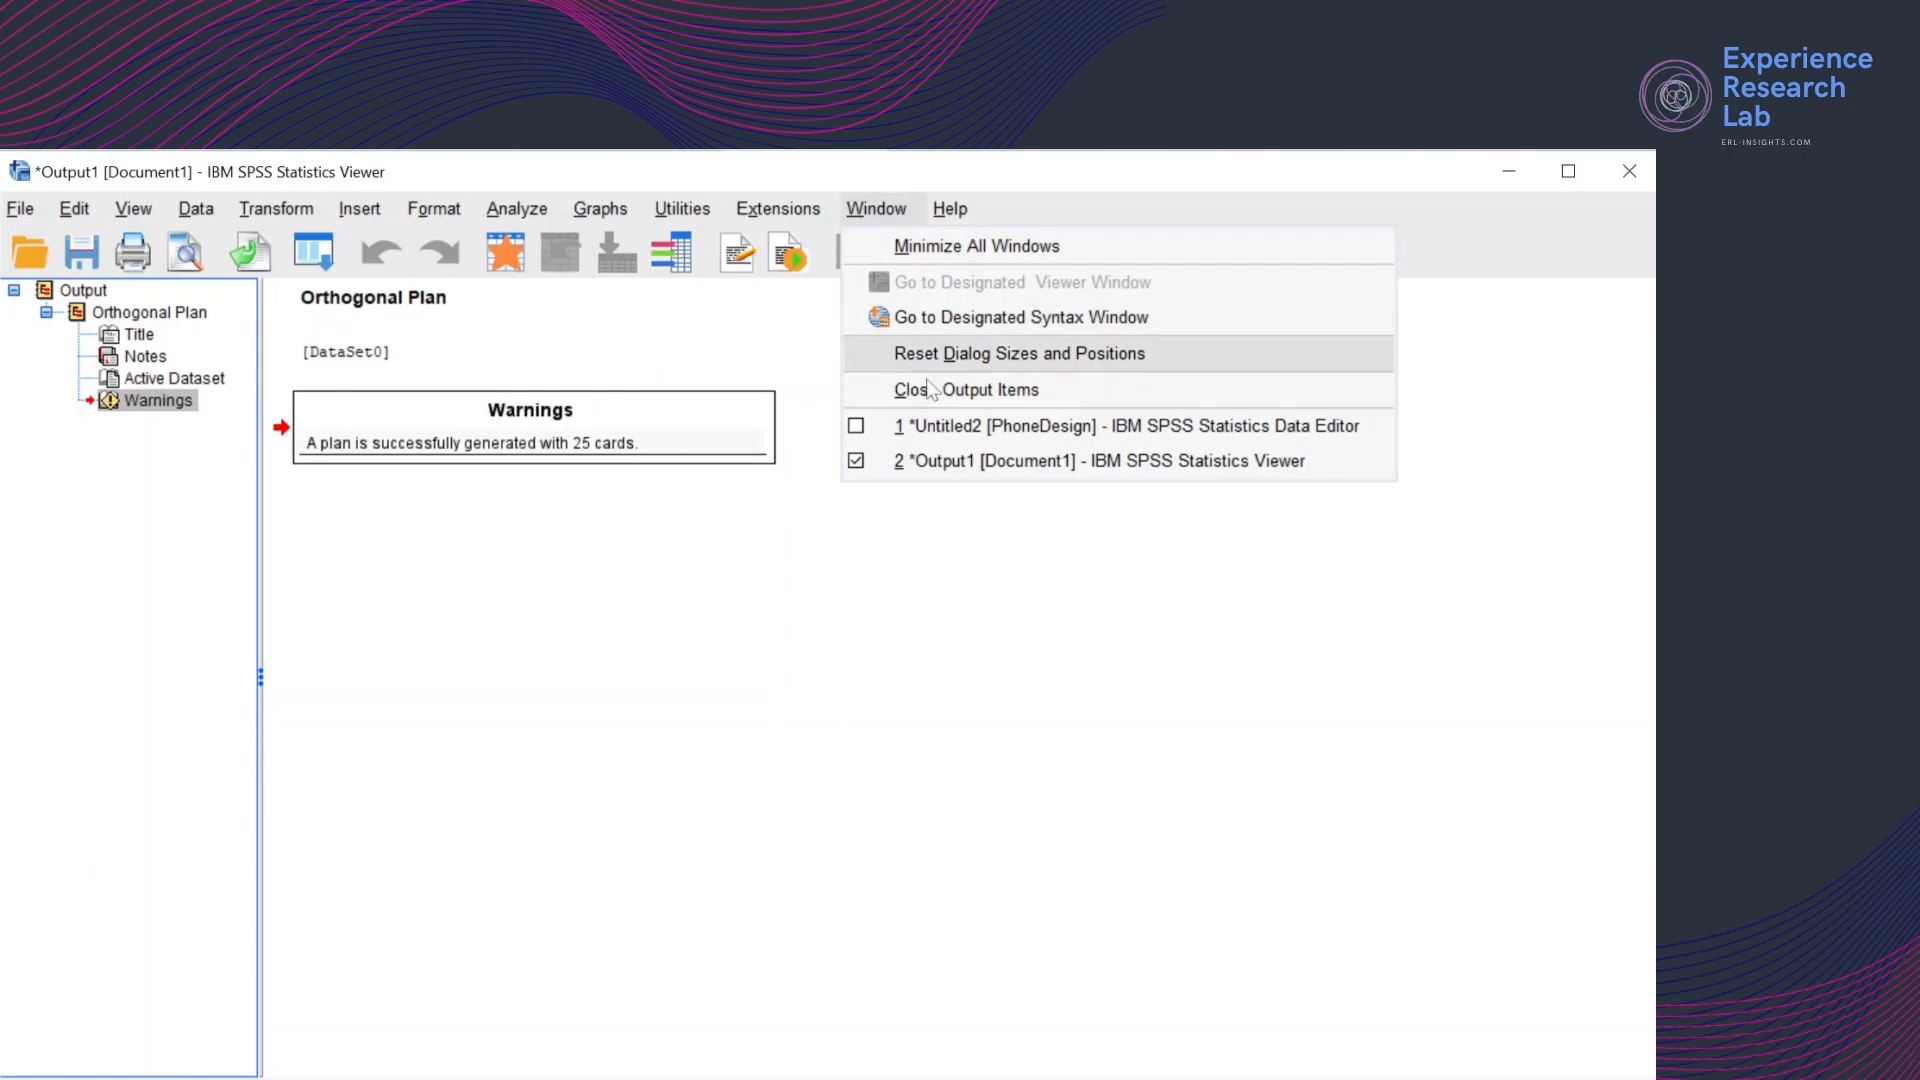 Experience
Research
Lab
ERL-INSIGHTS.COM
*Output1 [Document1] - IBM SPSS Statistics Viewer
File Edit View Data Transform Insert Format Analyze Graphs Utilities Extensions Window Help
Minimize All Windows
Go to Designated Viewer Window
Go to Designated Syntax Window
Reset Dialog Sizes and Positions
Clos Output Items
1 *Untitled2 [PhoneDesign] - IBM SPSS Statistics Data Editor
2 *Output1 [Document1] - IBM SPSS Statistics Viewer
Output
Orthogonal Plan
Title
Notes
Active Dataset
Warnings
Orthogonal Plan
[DataSet0]
Warnings
A plan is successfully generated with 25 cards.